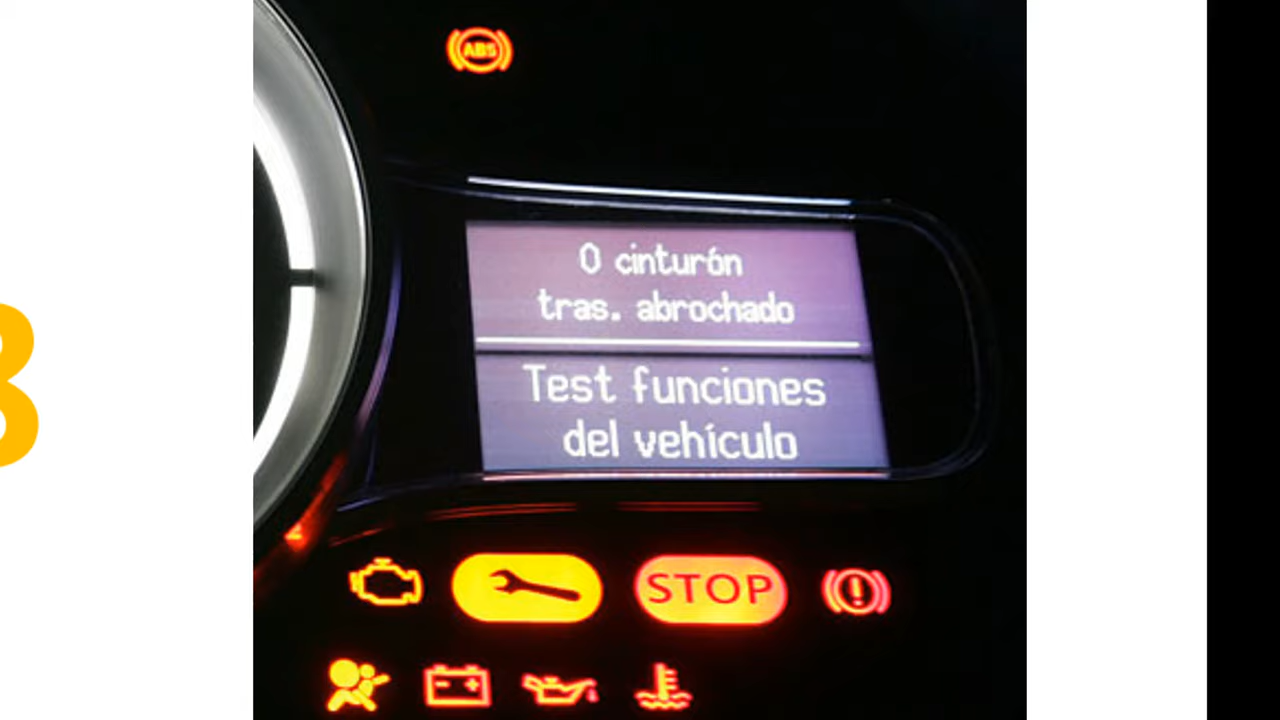 ABS
0 cinturón
tras. abrochado
Test funciones
del vehículo
STOP